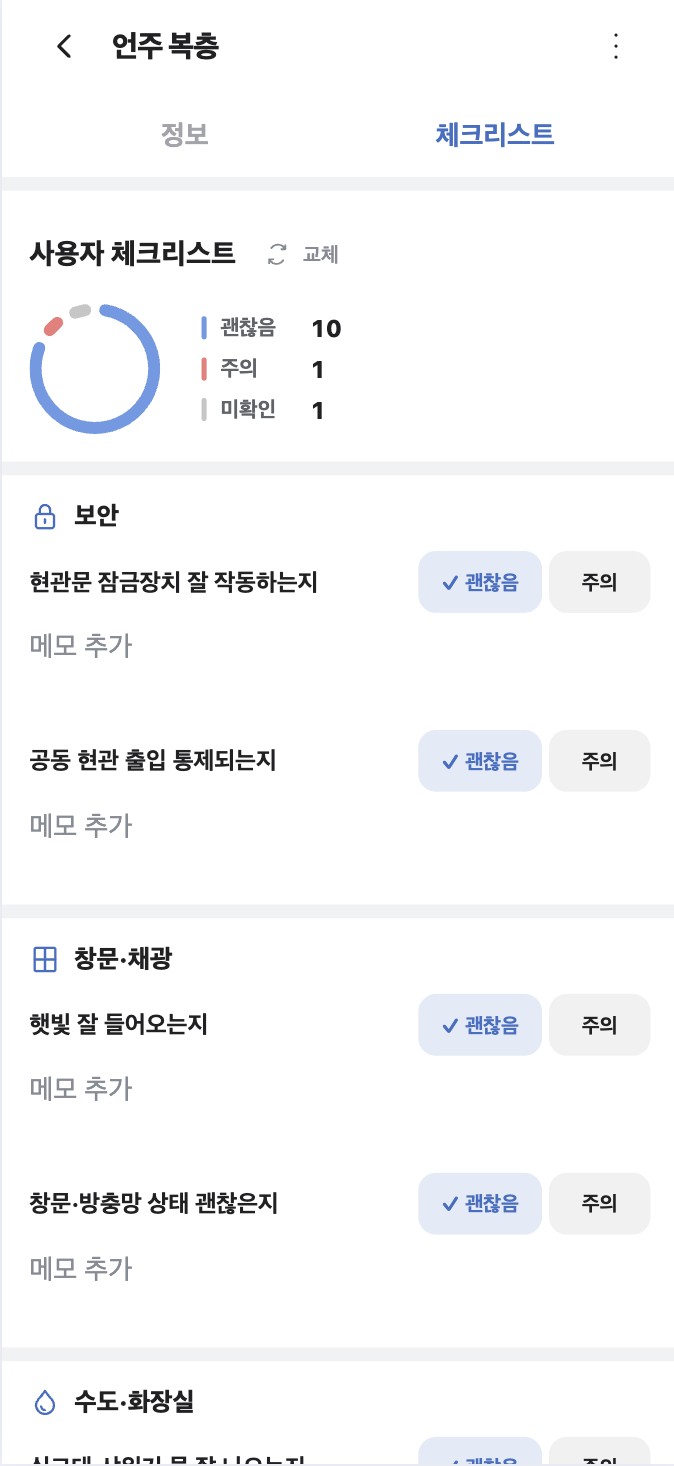 언주 복층
정보 체크리스트
사용자 체크리스트 교체
괜찮음 10
주의 1
미확인 1
보안
현관문 잠금장치 잘 작동하는지 괜찮음 주의
메모 추가
공동 현관 출입 통제되는지 괜찮음 주의
메모 추가
창문·채광
햇빛 잘 들어오는지 괜찮음 주의
메모 추가
창문·방충망 상태 괜찮은지 괜찮음 주의
메모 추가
수도·화장실
괜찮음 주의